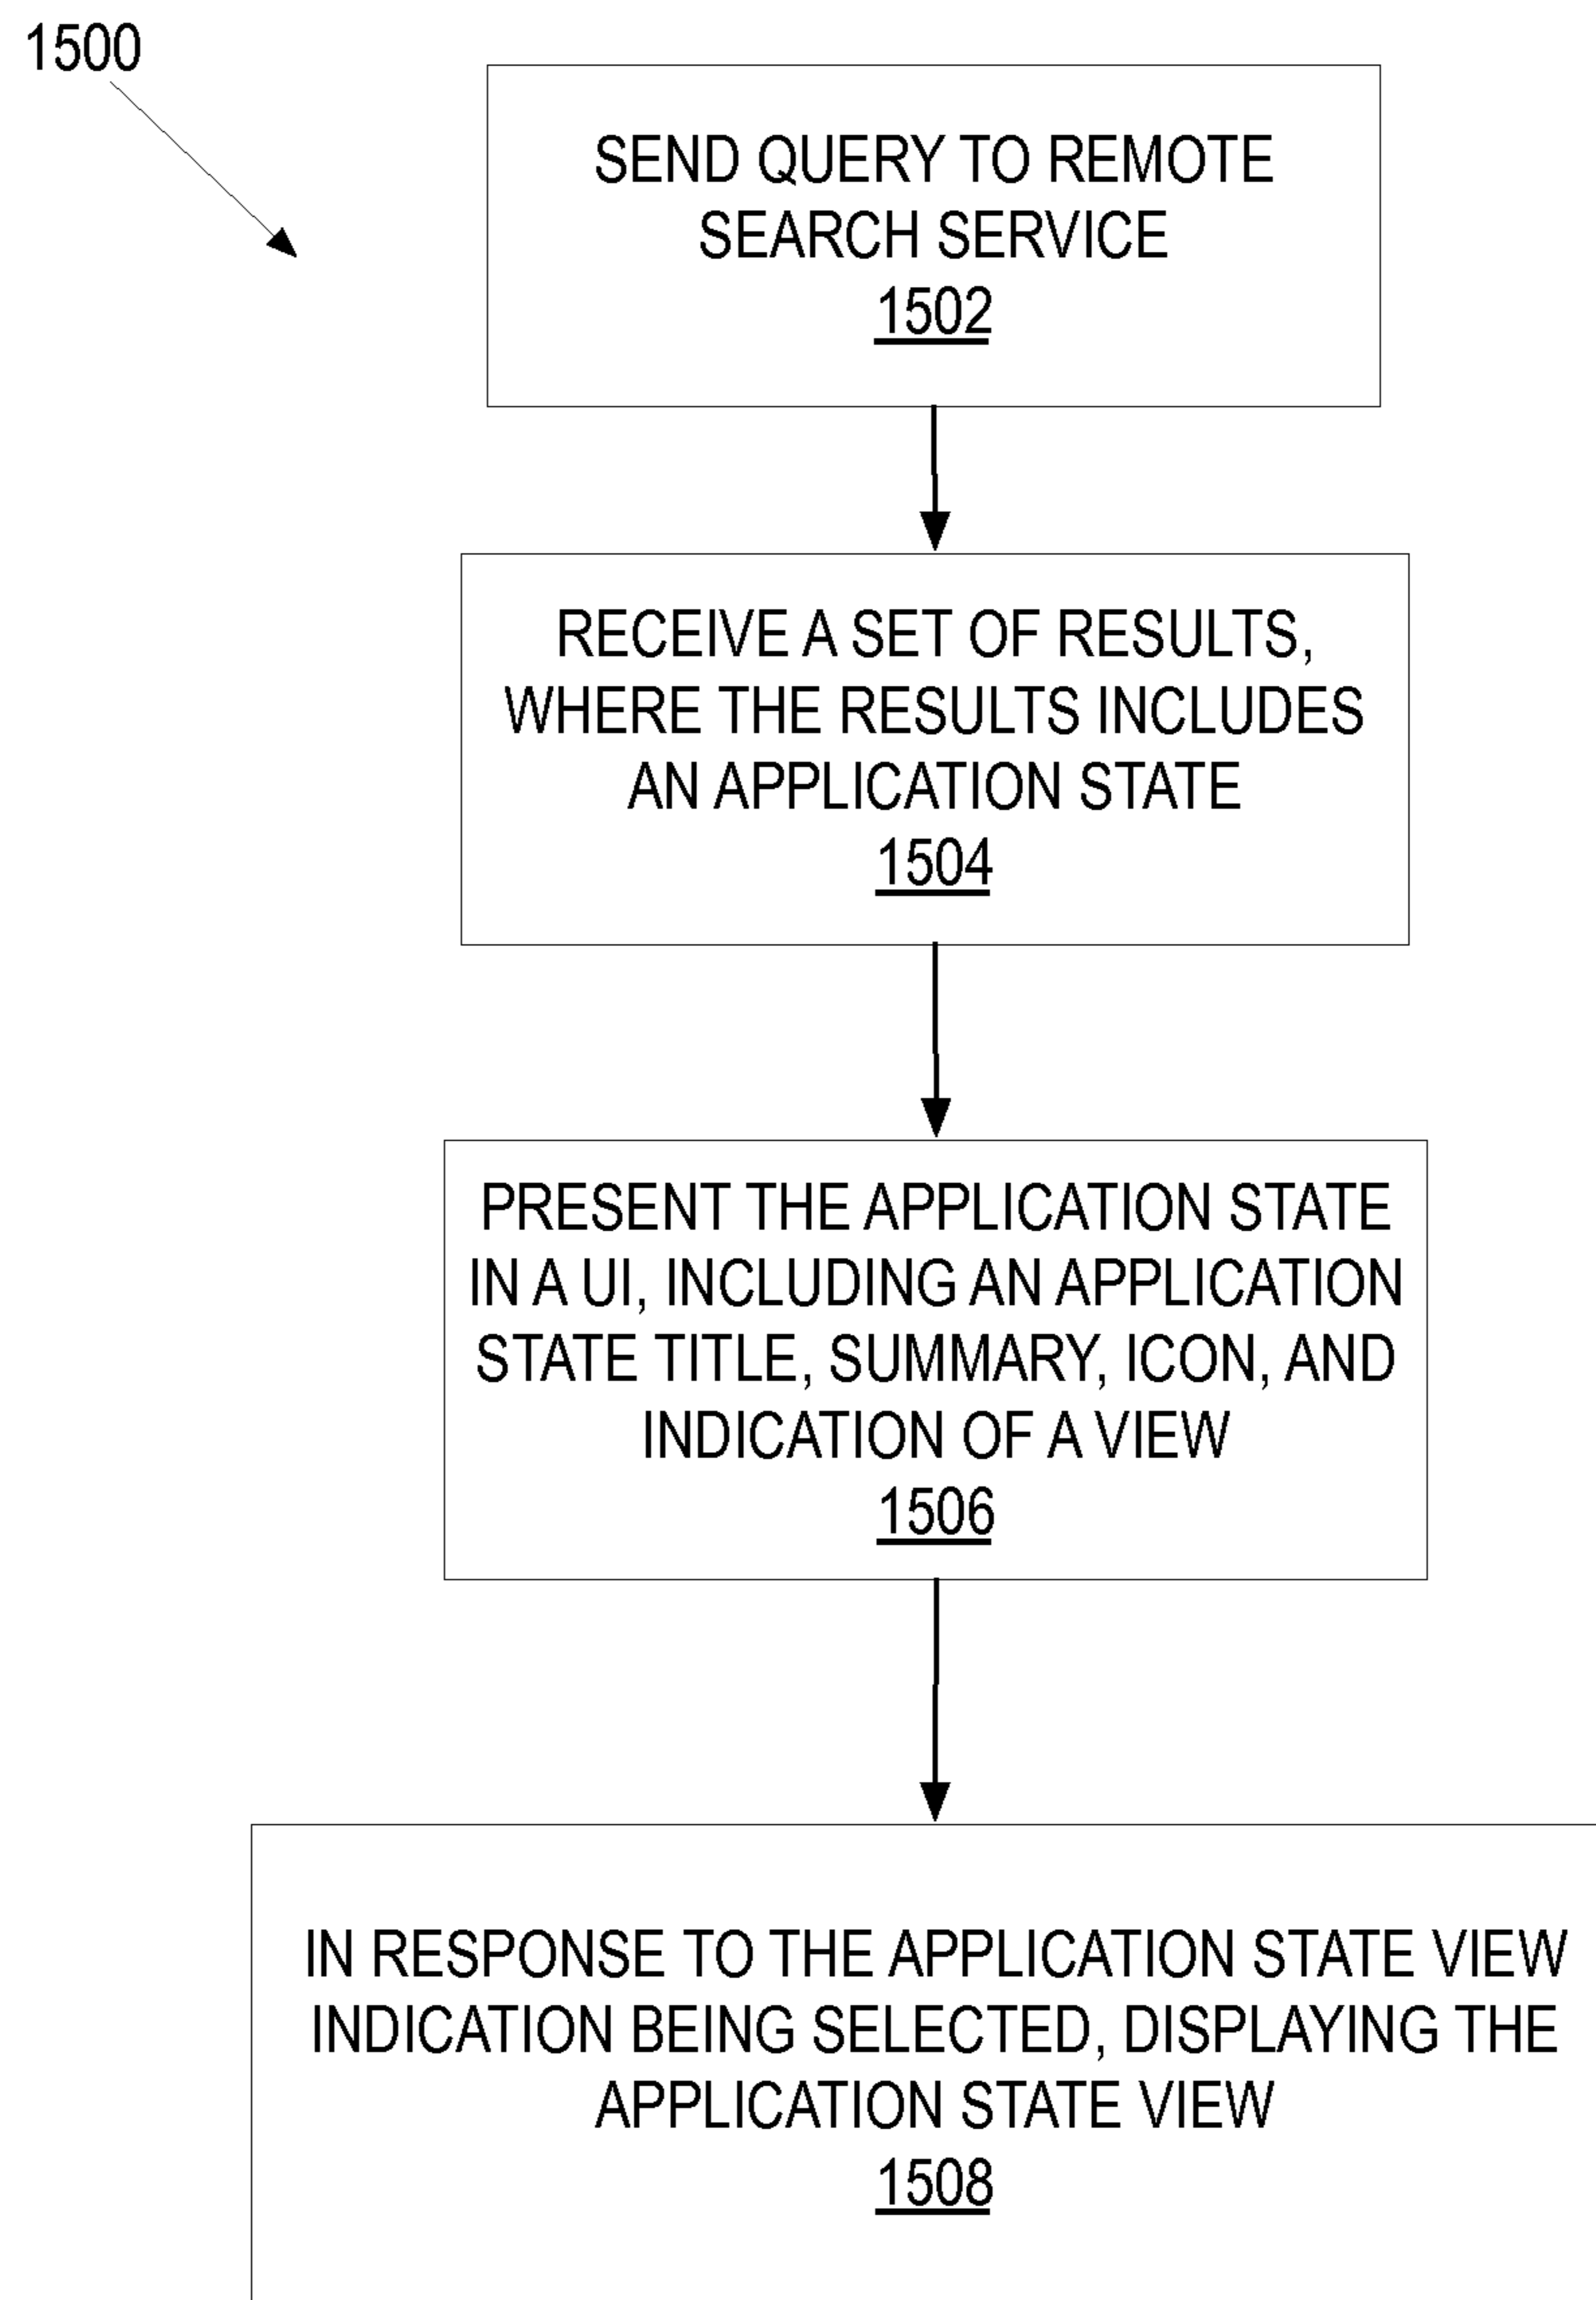 1500
SEND QUERY TO REMOTE
SEARCH SERVICE
1502
RECEIVE A SET OF RESULTS,
WHERE THE RESULTS INCLUDES
AN APPLICATION STATE
1504
PRESENT THE APPLICATION STATE
IN A UI, INCLUDING AN APPLICATION
STATE TITLE, SUMMARY, ICON, AND
INDICATION OF A VIEW
1506
IN RESPONSE TO THE APPLICATION STATE VIEW
INDICATION BEING SELECTED, DISPLAYING THE
APPLICATION STATE VIEW
1508